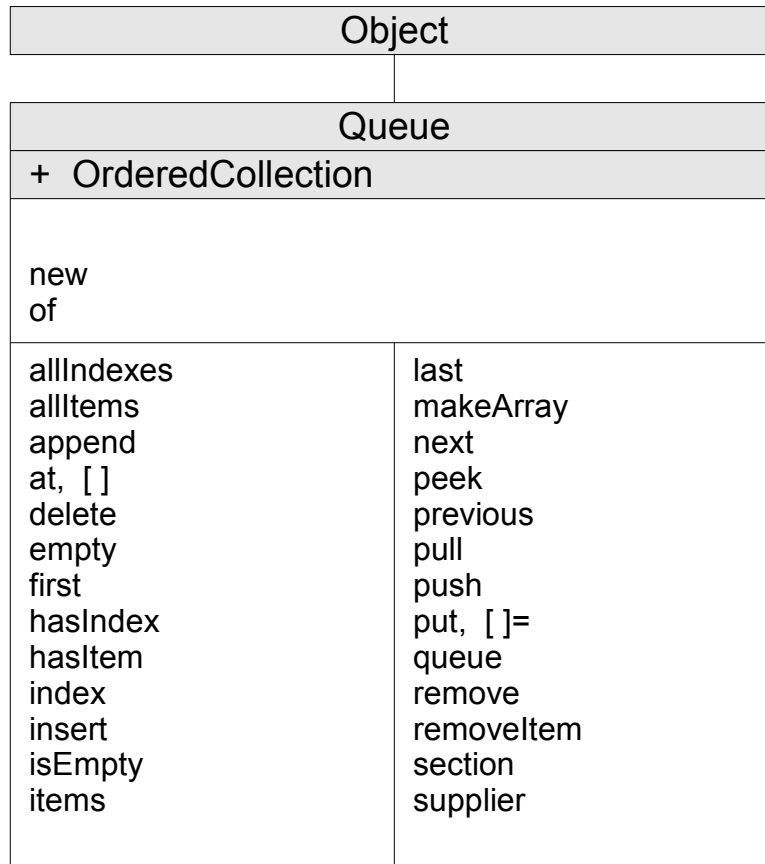 Object
Queue
+ OrderedCollection
new
of
allIndexes
allItems
append
at, [ ]
delete
empty
first
hasIndex
hasItem
index
insert
isEmpty
items
last
makeArray
next
peek
previous
pull
push
put, [ ]=
queue
remove
removeItem
section
supplier